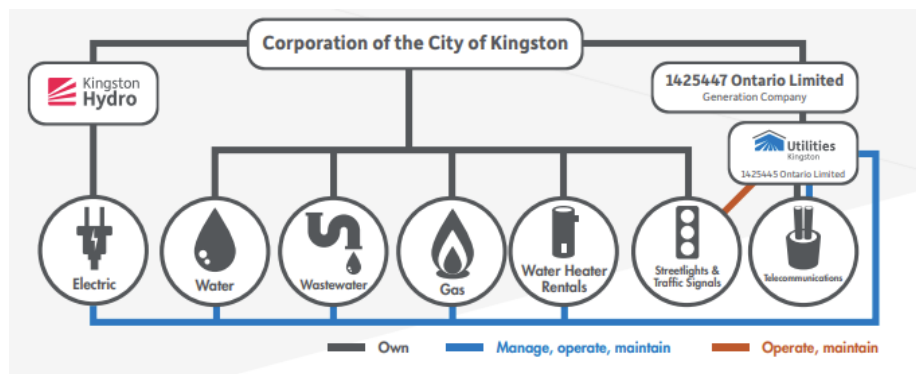 Corporation of the City of Kingston
Kingston
Hydro
1425447 Ontario Limited
Generation Company
Utilities
Kingston
1425445 Ontario Limited
Electric
Water
Wastewater
Gas
Water Heater
Rentals
Streetlights &
Traffic Signals
Telecommunications
Own
Manage, operate, maintain
Operate, maintain